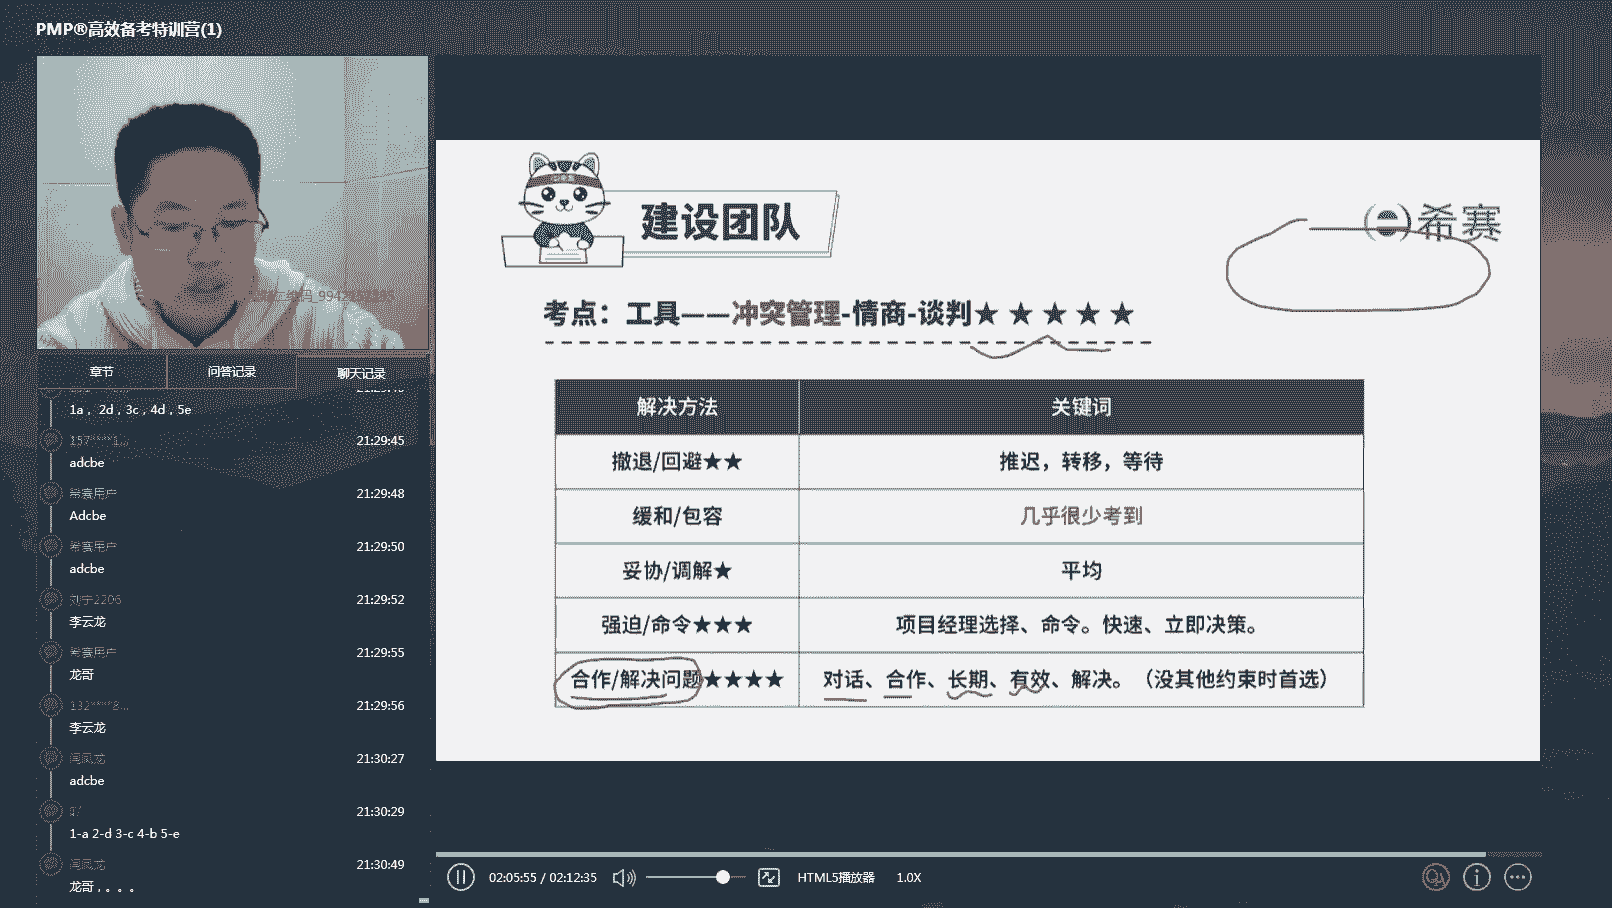 PMP®高效备考特训营(1)
希赛
建设团队
考点：工具——冲突管理-情商-谈判★★★★★
解决方法 关键词
撤退/回避★★ 推迟，转移，等待
缓和/包容 几乎很少考到
妥协/调解★ 平均
强迫/命令★★★ 项目经理选择、命令。快速、立即决策。
合作/解决问题★★★★ 对话、合作、长期、有效、解决。（没其他约束时首选）
章节 问答记录 聊天记录
1a，2d，3c，4d，5e
157****1... 21:29:45
adcbe
希赛用户 21:29:48
Adcbe
希赛用户 21:29:50
adcbe
刘宇2206 21:29:52
李云龙
希赛用户 21:29:55
龙哥
132****8... 21:29:56
李云龙
闫凤龙 21:30:27
adcbe
21:30:29
1-a 2-d 3-c 4-b 5-e
闫凤龙 21:30:49
龙哥，。。。
02:05:55 / 02:12:35 HTML5播放器 1.0X